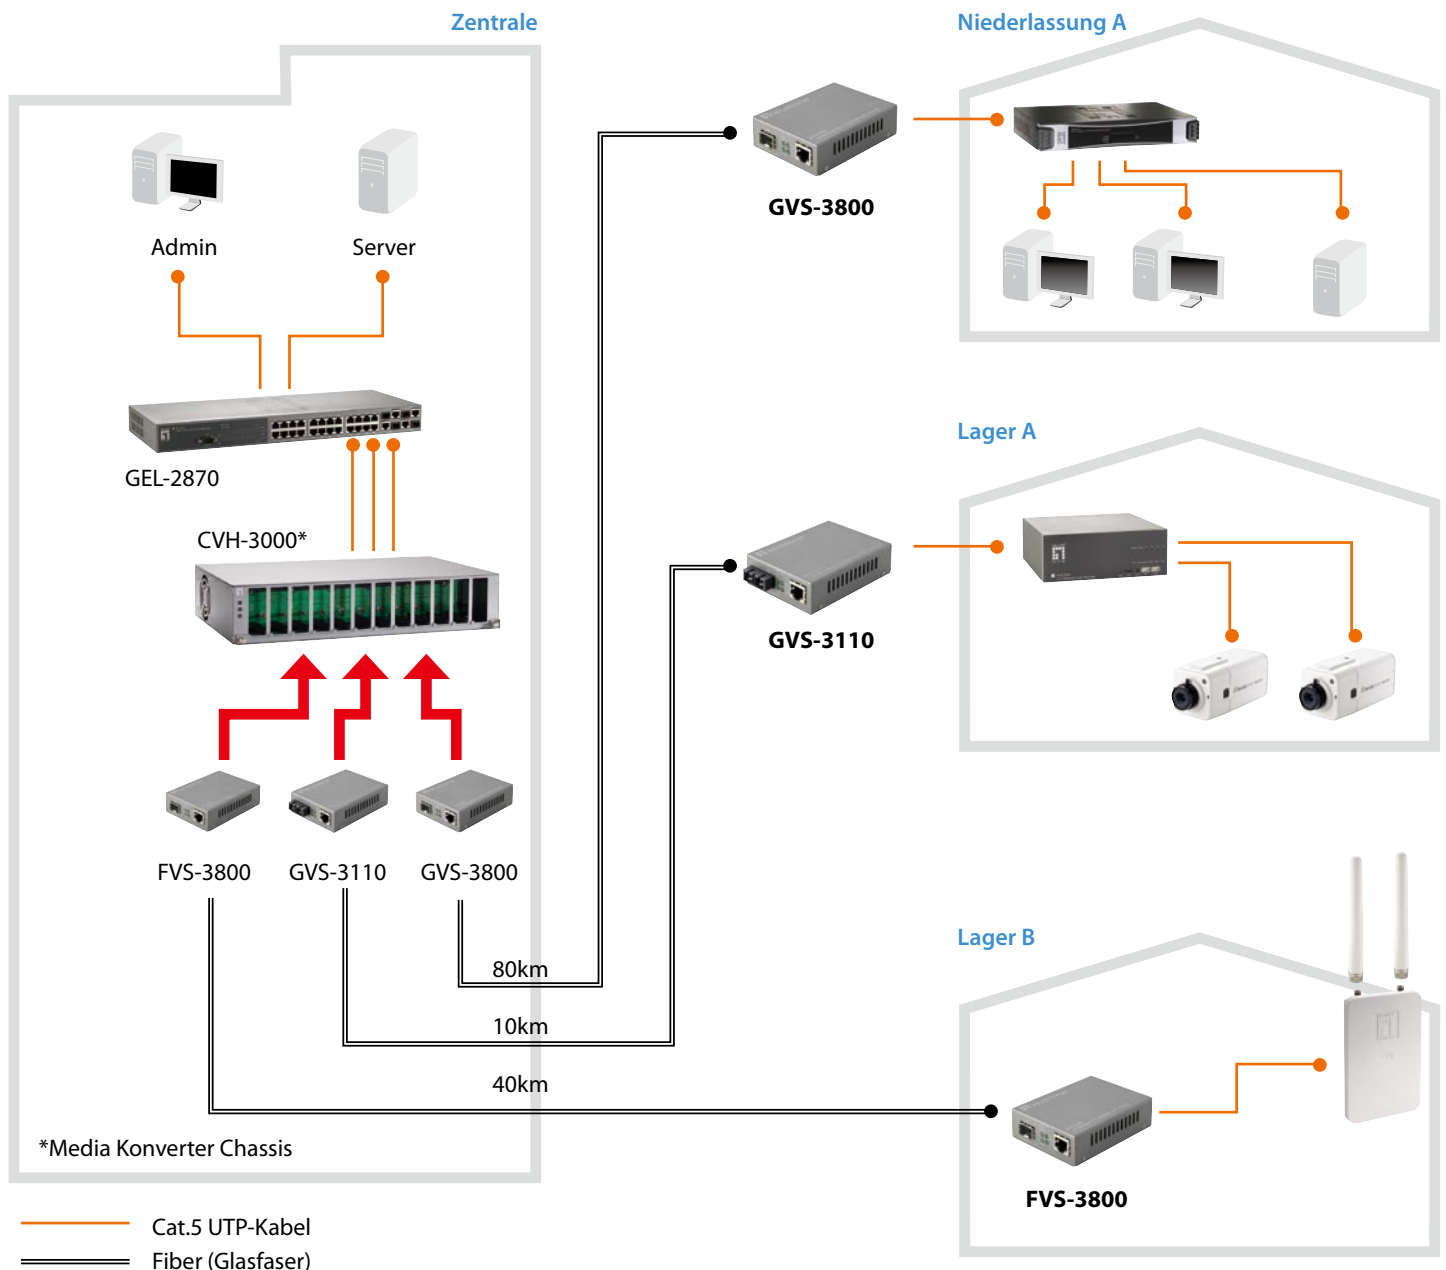 Zentrale
Niederlassung A
Admin
Server
GVS-3800
GEL-2870
Lager A
CVH-3000*
GVS-3110
FVS-3800
GVS-3110
GVS-3800
Lager B
80km
10km
40km
*Media Konverter Chassis
FVS-3800
Cat.5 UTP-Kabel
Fiber (Glasfaser)